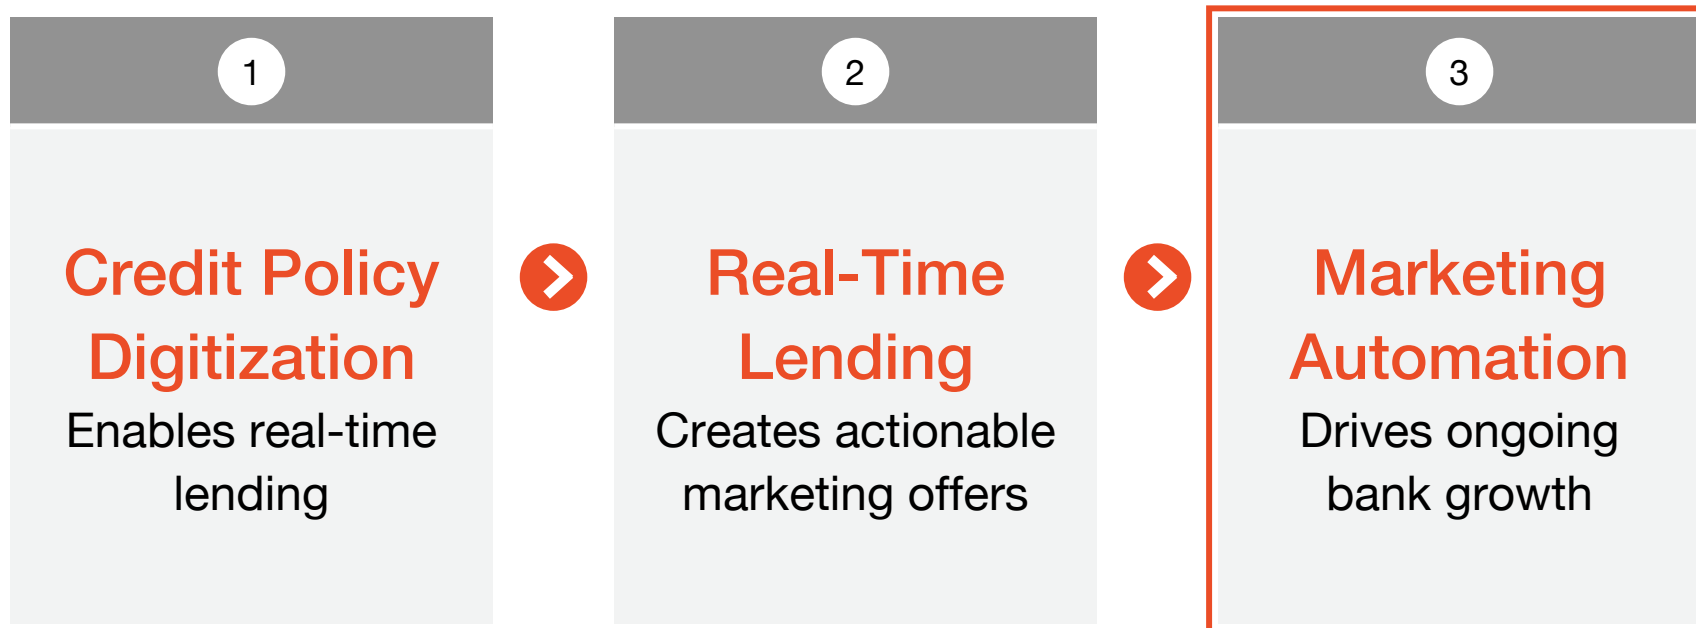 1
Credit Policy
Digitization
Enables real-time
lending
2
Real-Time
Lending
Creates actionable
marketing offers
3
Marketing
Automation
Drives ongoing
bank growth